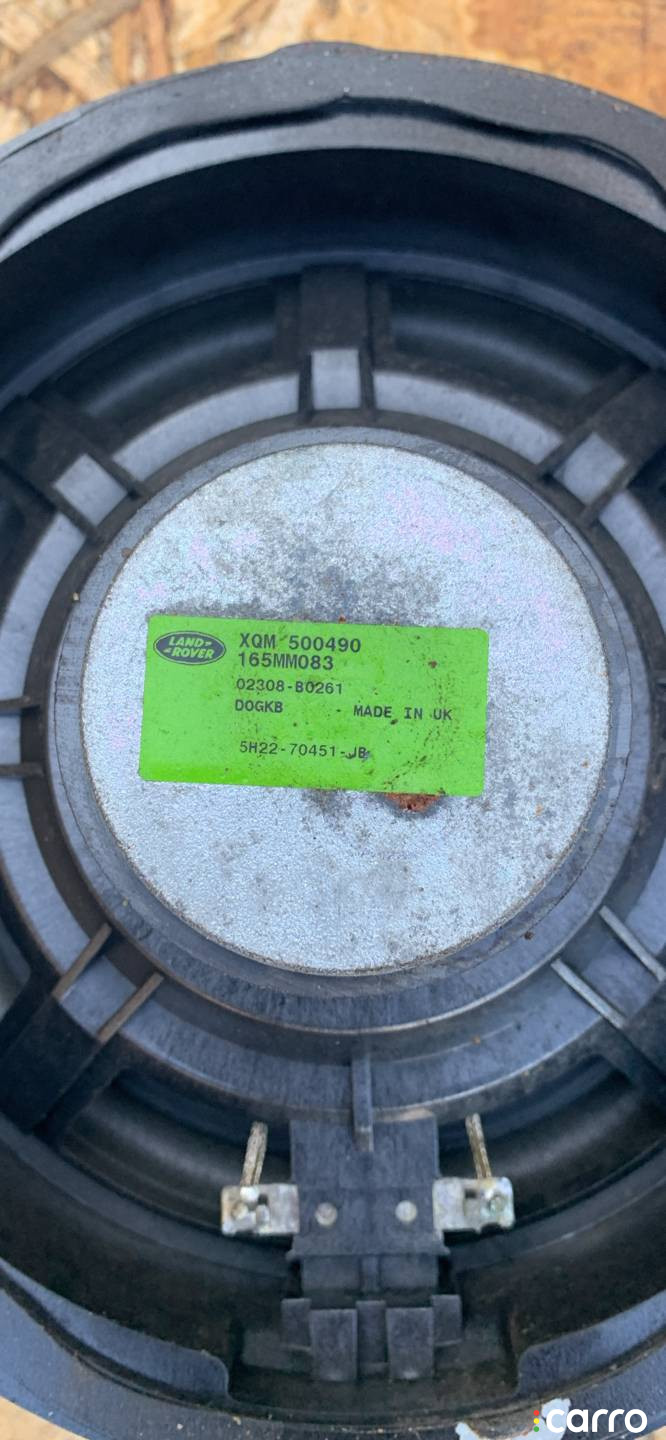 LAND-
-ROVER
XQM 500490
165MM083
02308-B0261
DOGKB MADE IN UK
5H22-70451-JB
carro